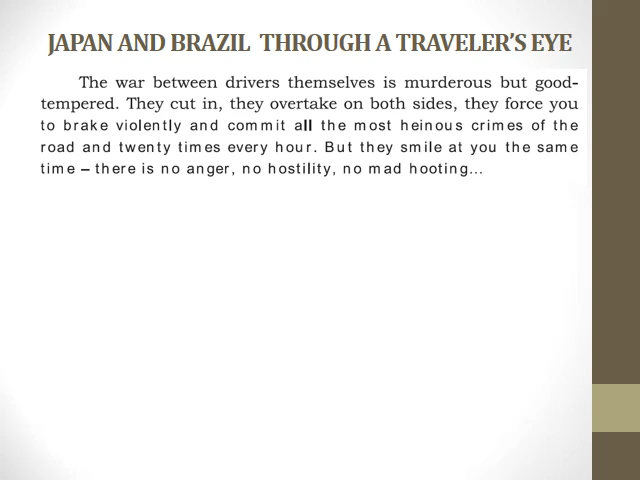 JAPAN AND BRAZIL THROUGH A TRAVELER’S EYE
The war between drivers themselves is murderous but good-
tempered. They cut in, they overtake on both sides, they force you
to brake violently and commit all the most heinous crimes of the
road and twenty times every hour. But they smile at you the same
time – there is no anger, no hostility, no mad hooting…